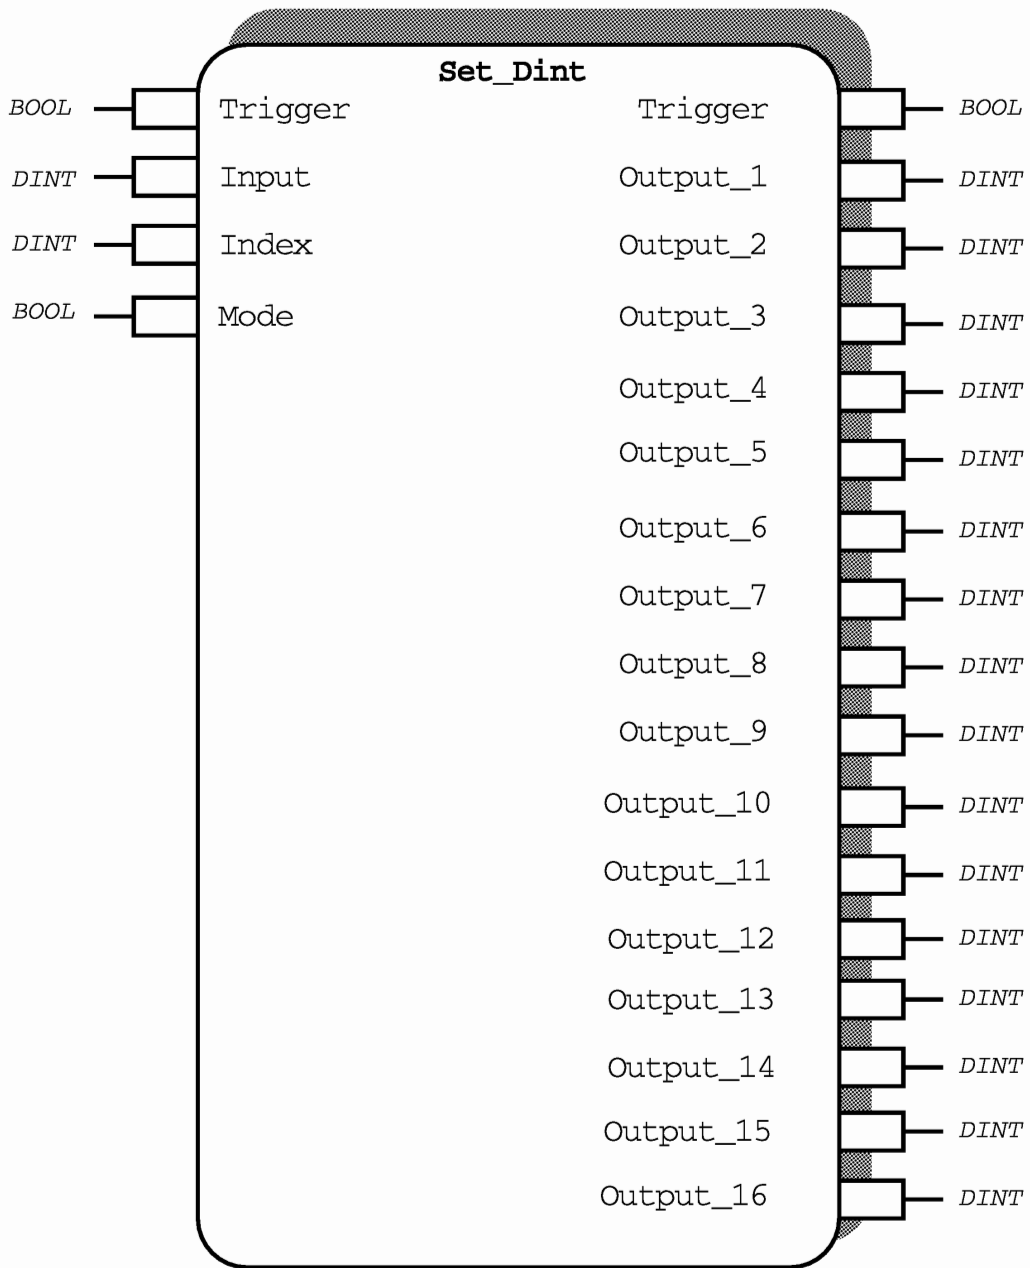 Set_Dint
BOOL Trigger Trigger BOOL
DINT Input Output_1 DINT
DINT Index Output_2 DINT
BOOL Mode Output_3 DINT
Output_4 DINT
Output_5 DINT
Output_6 DINT
Output_7 DINT
Output_8 DINT
Output_9 DINT
Output_10 DINT
Output_11 DINT
Output_12 DINT
Output_13 DINT
Output_14 DINT
Output_15 DINT
Output_16 DINT